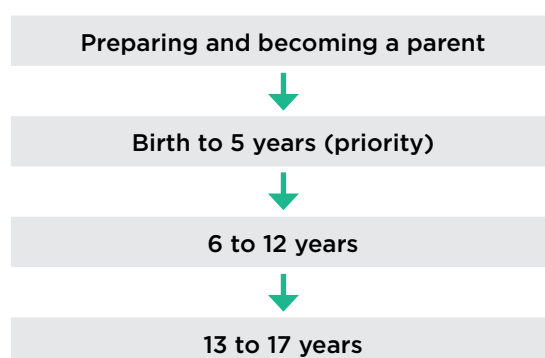 Preparing and becoming a parent
Birth to 5 years (priority)
6 to 12 years
13 to 17 years